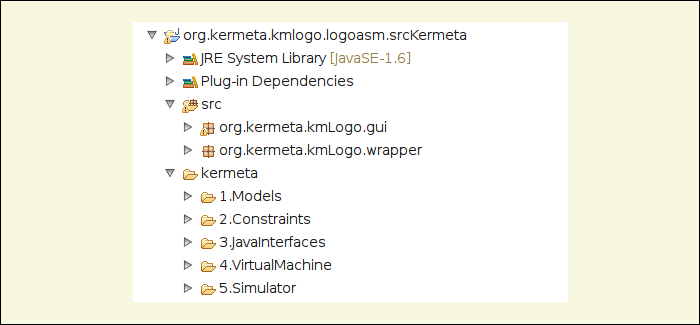 org.kermeta.kmlogo.logoasm.srcKermeta
JRE System Library [JavaSE-1.6]
Plug-in Dependencies
src
org.kermeta.kmLogo.gui
org.kermeta.kmLogo.wrapper
kermeta
1.Models
2.Constraints
3.JavaInterfaces
4.VirtualMachine
5.Simulator